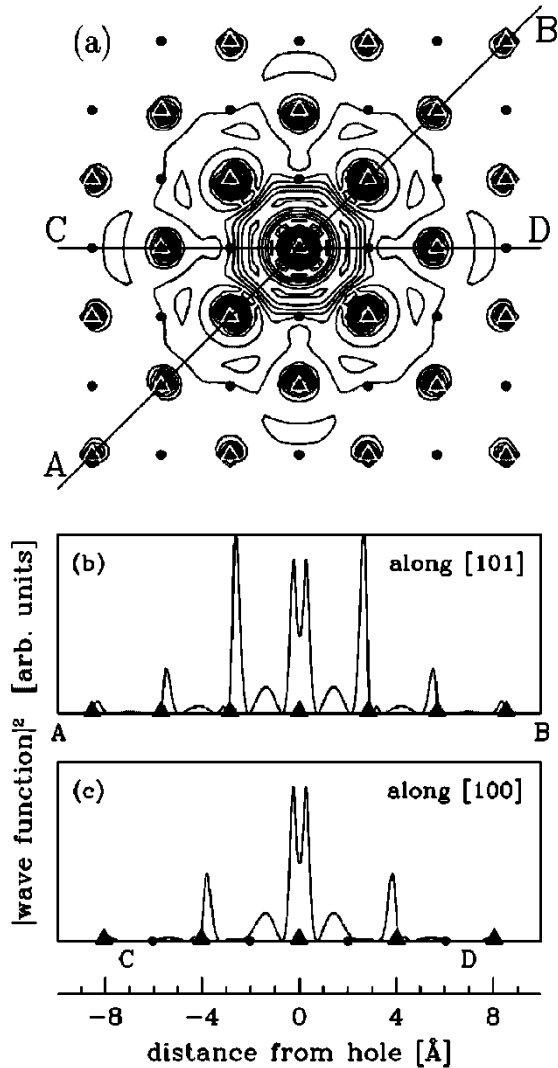 (a)
B
C
D
A
(b)
along [101]
A
B
(c)
along [100]
C
D
|wave function|² [arb. units]
−8 −4 0 4 8
distance from hole [Å]